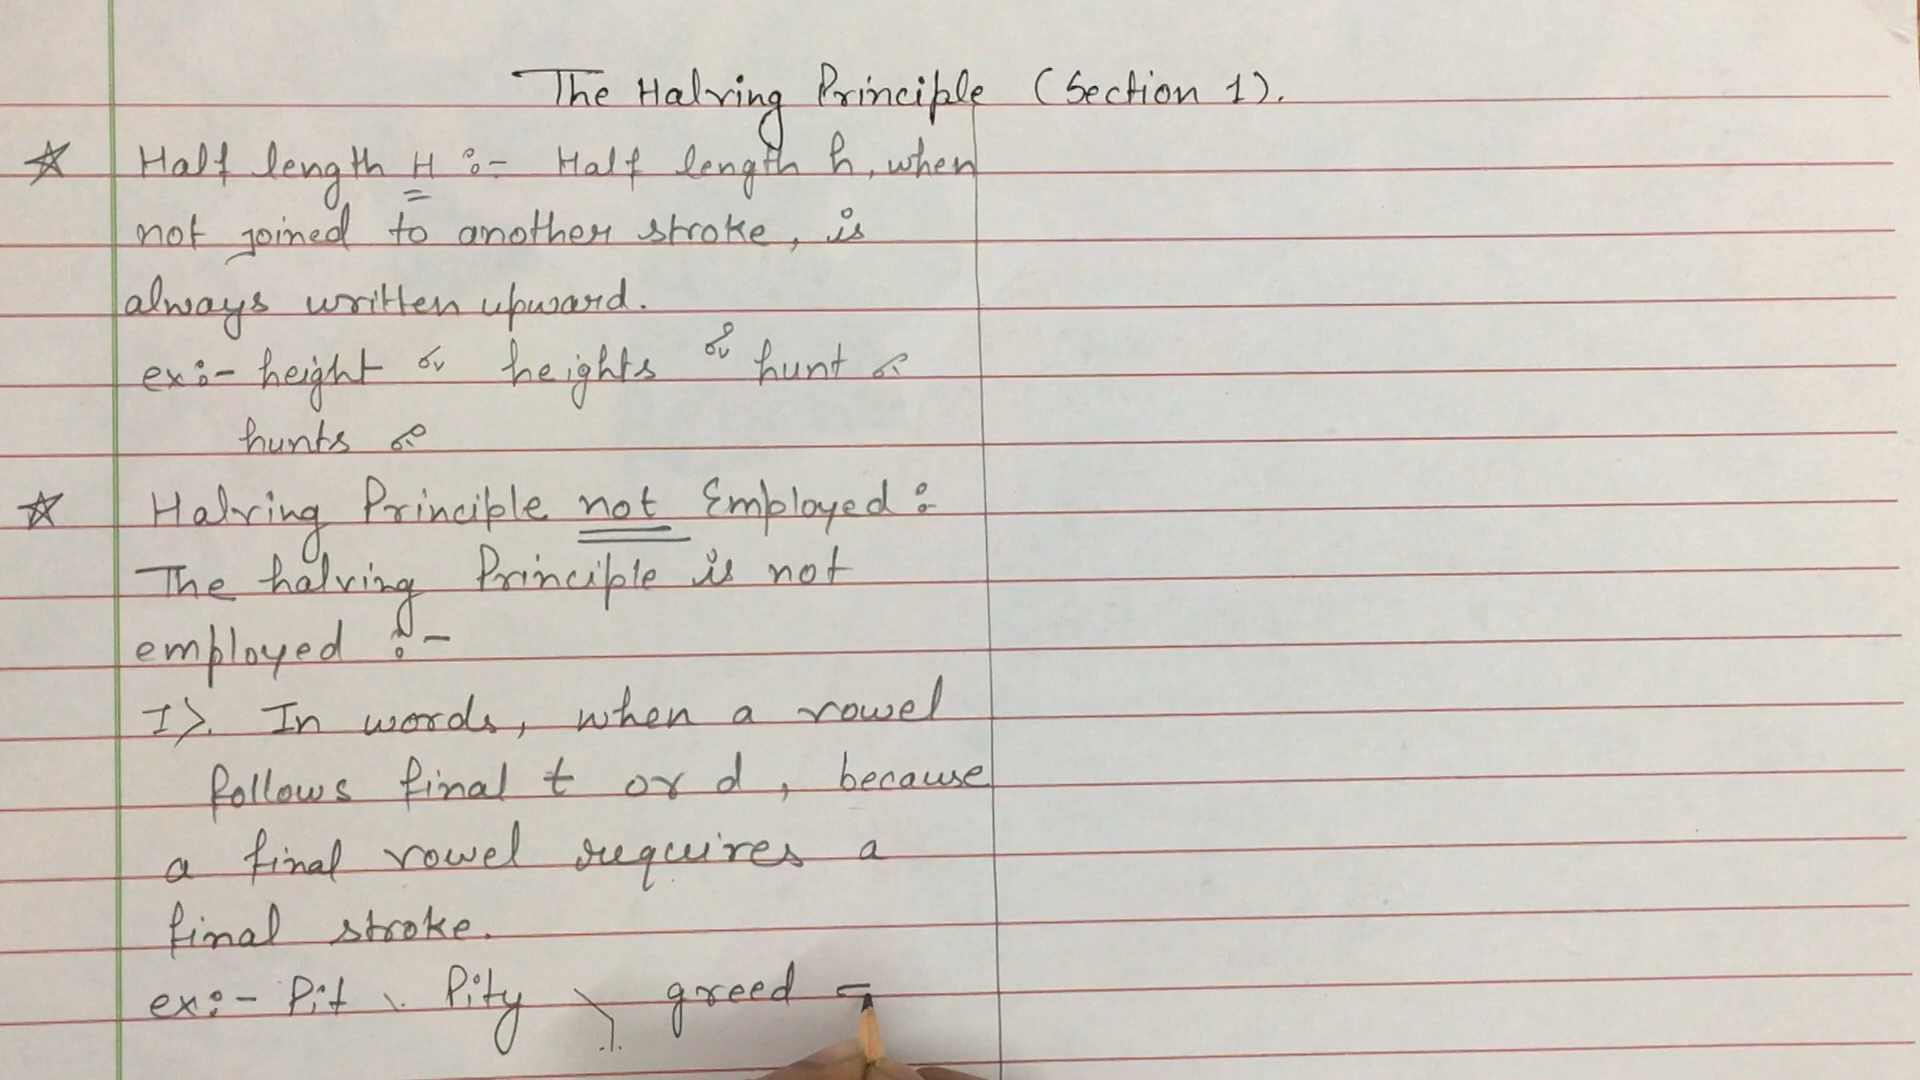 The Halving Principle (Section 1).
Half length H :- Half length h, when
not joined to another stroke, is
always written upward.
ex:- height heights hunt
hunts
Halving Principle not Employed :
The halving Principle is not
employed :-
I>. In words, when a vowel
follows final t or d, because
a final vowel requires a
final stroke.
ex:- Pit Pity greed